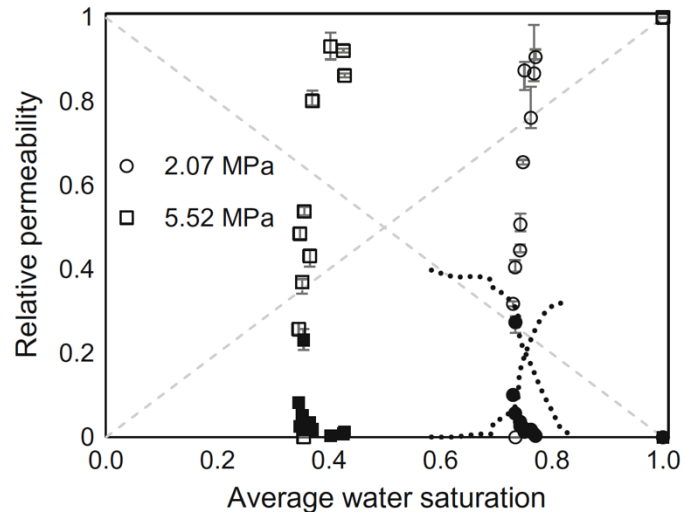 1
0.8
0.6
0.4
0.2
0
Relative permeability
2.07 MPa
5.52 MPa
0.0 0.2 0.4 0.6 0.8 1.0
Average water saturation